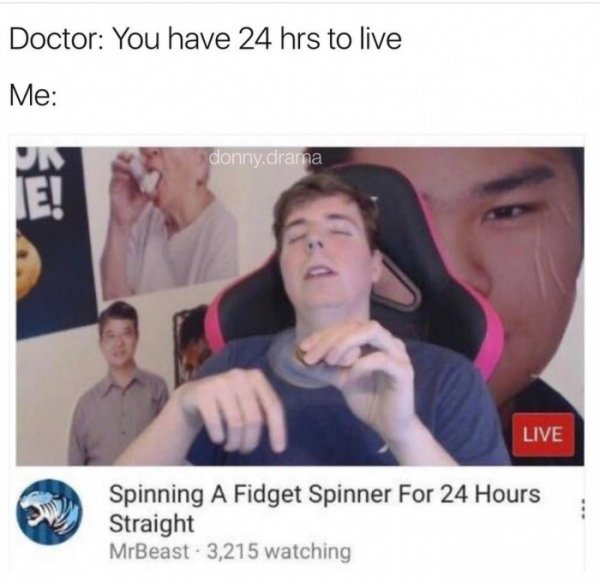 Doctor: You have 24 hrs to live
Me:
donny.drama
E!
LIVE
Spinning A Fidget Spinner For 24 Hours
Straight
MrBeast · 3,215 watching